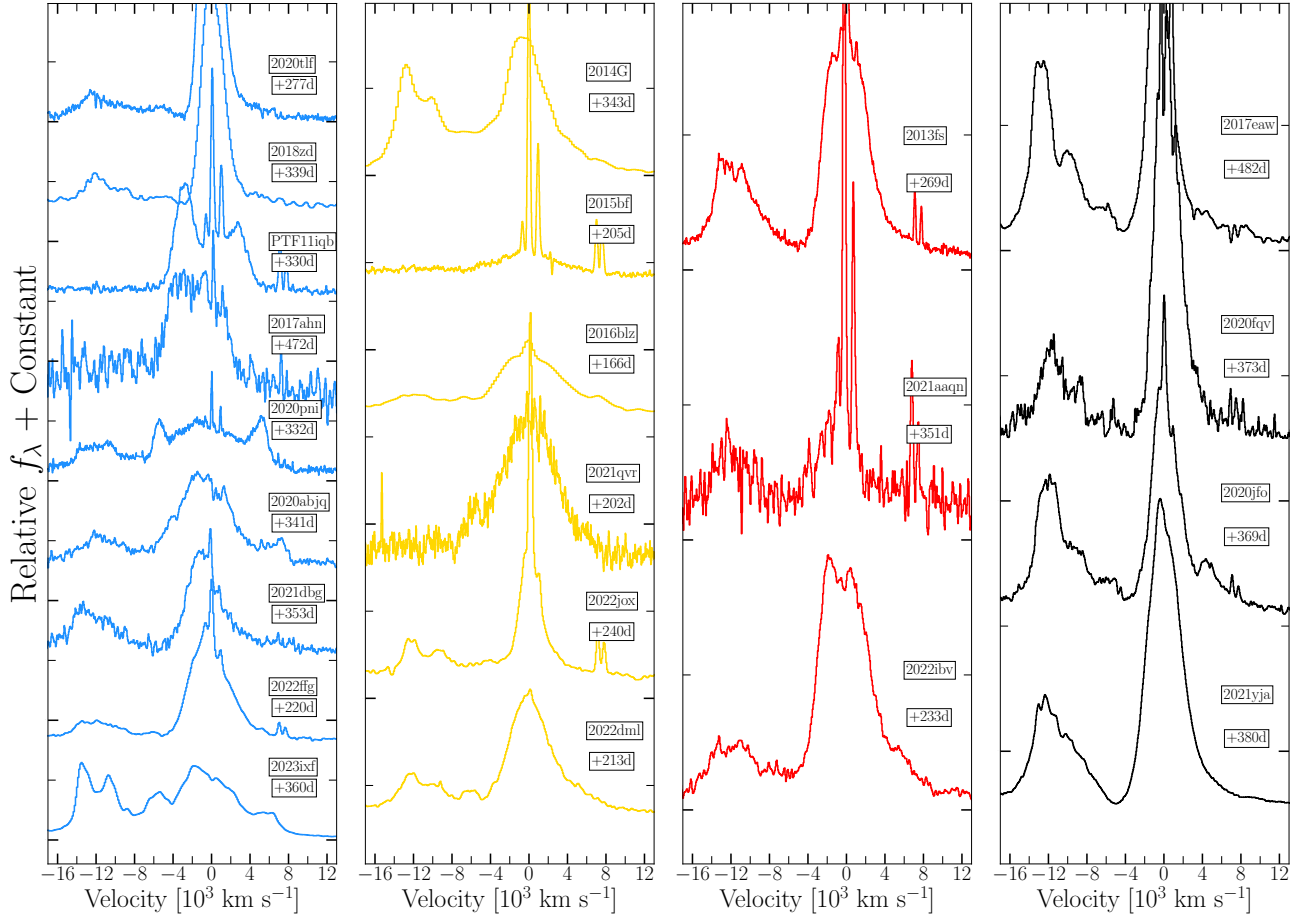 Relative f_λ + Constant
2020tlf
+277d
2018zd
+339d
PTF11iqb
+330d
2017ahn
+472d
2020pni
+332d
2020abjq
+341d
2021dbg
+353d
2022ffg
+220d
2023ixf
+360d
−16 −12 −8 −4 0 4 8 12
Velocity [10³ km s⁻¹]
2014G
+343d
2015bf
+205d
2016blz
+166d
2021qvr
+202d
2022jox
+240d
2022dml
+213d
−16 −12 −8 −4 0 4 8 12
Velocity [10³ km s⁻¹]
2013fs
+269d
2021aaqn
+351d
2022ibv
+233d
−16 −12 −8 −4 0 4 8 12
Velocity [10³ km s⁻¹]
2017eaw
+482d
2020fqv
+373d
2020jfo
+369d
2021yja
+380d
−16 −12 −8 −4 0 4 8 12
Velocity [10³ km s⁻¹]